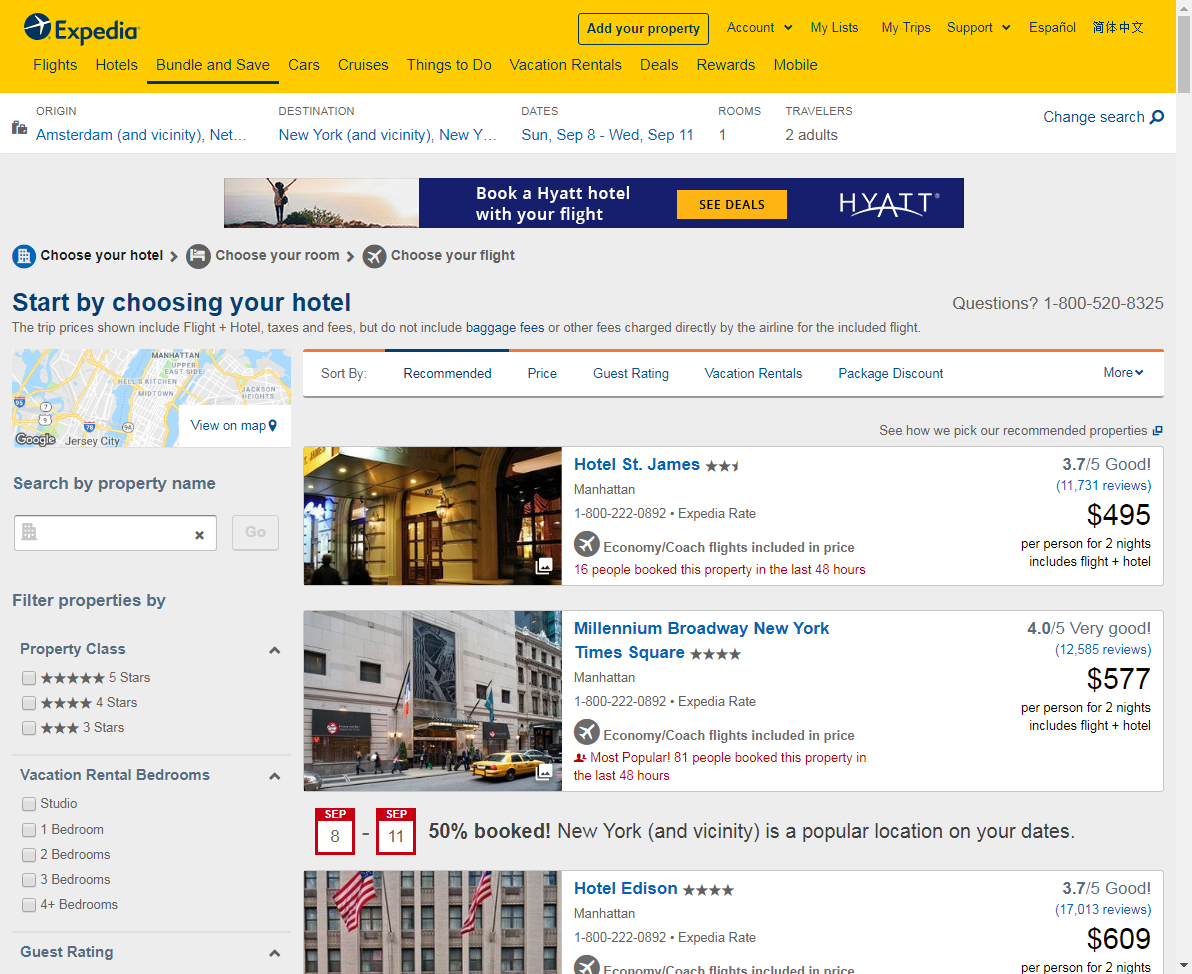 Expedia
Add your property
Account
My Lists
My Trips
Support
Español
简体中文
Flights
Hotels
Bundle and Save
Cars
Cruises
Things to Do
Vacation Rentals
Deals
Rewards
Mobile
ORIGIN
Amsterdam (and vicinity), Net...
DESTINATION
New York (and vicinity), New Y...
DATES
Sun, Sep 8 - Wed, Sep 11
ROOMS
1
TRAVELERS
2 adults
Change search
Book a Hyatt hotel
with your flight
SEE DEALS
HYATT®
Choose your hotel
Choose your room
Choose your flight
Start by choosing your hotel
Questions? 1-800-520-8325
The trip prices shown include Flight + Hotel, taxes and fees, but do not include baggage fees or other fees charged directly by the airline for the included flight.
MANHATTAN
UPPER
EAST SIDE
HELL'S KITCHEN
MIDTOWN
JACKSON
HEIGHTS
95
7
9
78
9A
Google
Jersey City
View on map
Sort By:
Recommended
Price
Guest Rating
Vacation Rentals
Package Discount
More
See how we pick our recommended properties
Search by property name
Go
Filter properties by
Property Class
5 Stars
4 Stars
3 Stars
Vacation Rental Bedrooms
Studio
1 Bedroom
2 Bedrooms
3 Bedrooms
4+ Bedrooms
Guest Rating
Hotel St. James
Manhattan
1-800-222-0892 • Expedia Rate
Economy/Coach flights included in price
16 people booked this property in the last 48 hours
3.7/5 Good!
(11,731 reviews)
$495
per person for 2 nights
includes flight + hotel
Millennium Broadway New York
Times Square
Manhattan
1-800-222-0892 • Expedia Rate
Economy/Coach flights included in price
Most Popular! 81 people booked this property in
the last 48 hours
4.0/5 Very good!
(12,585 reviews)
$577
per person for 2 nights
includes flight + hotel
SEP
8
-
SEP
11
50% booked! New York (and vicinity) is a popular location on your dates.
Hotel Edison
Manhattan
1-800-222-0892 • Expedia Rate
Economy/Coach flights included in price
3.7/5 Good!
(17,013 reviews)
$609
per person for 2 nights